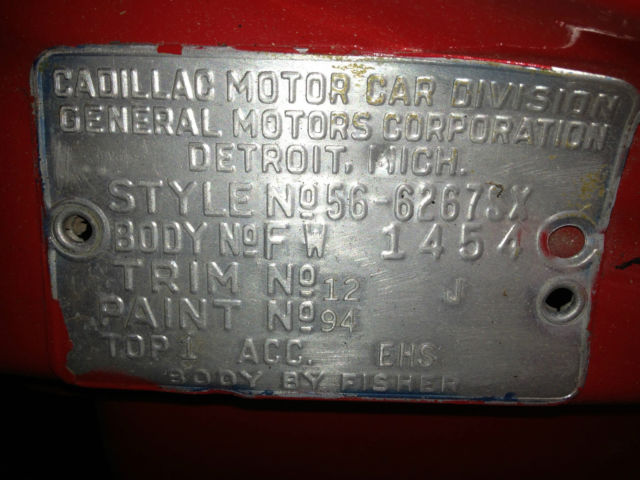 CADILLAC MOTOR CAR DIVISION
GENERAL MOTORS CORPORATION
DETROIT, MICH.
STYLE Nº 56-6267SX
BODY Nº FW 1454
TRIM Nº 12 J
PAINT Nº 94
TOP 1 ACC. EHS
BODY BY FISHER